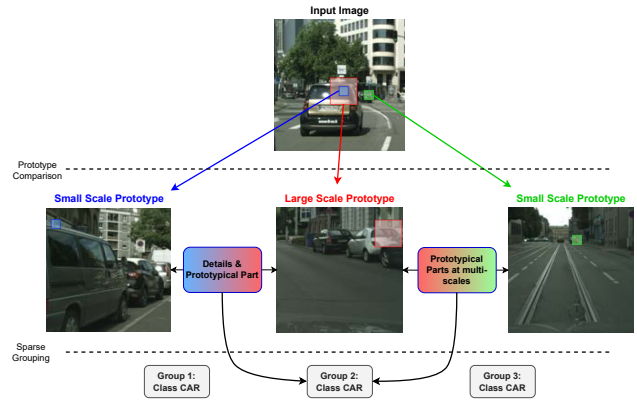 Input Image
Prototype
Comparison
Small Scale Prototype
Large Scale Prototype
Small Scale Prototype
Details &
Prototypical Part
Prototypical
Parts at multi-
scales
Sparse
Grouping
Group 1:
Class CAR
Group 2:
Class CAR
Group 3:
Class CAR